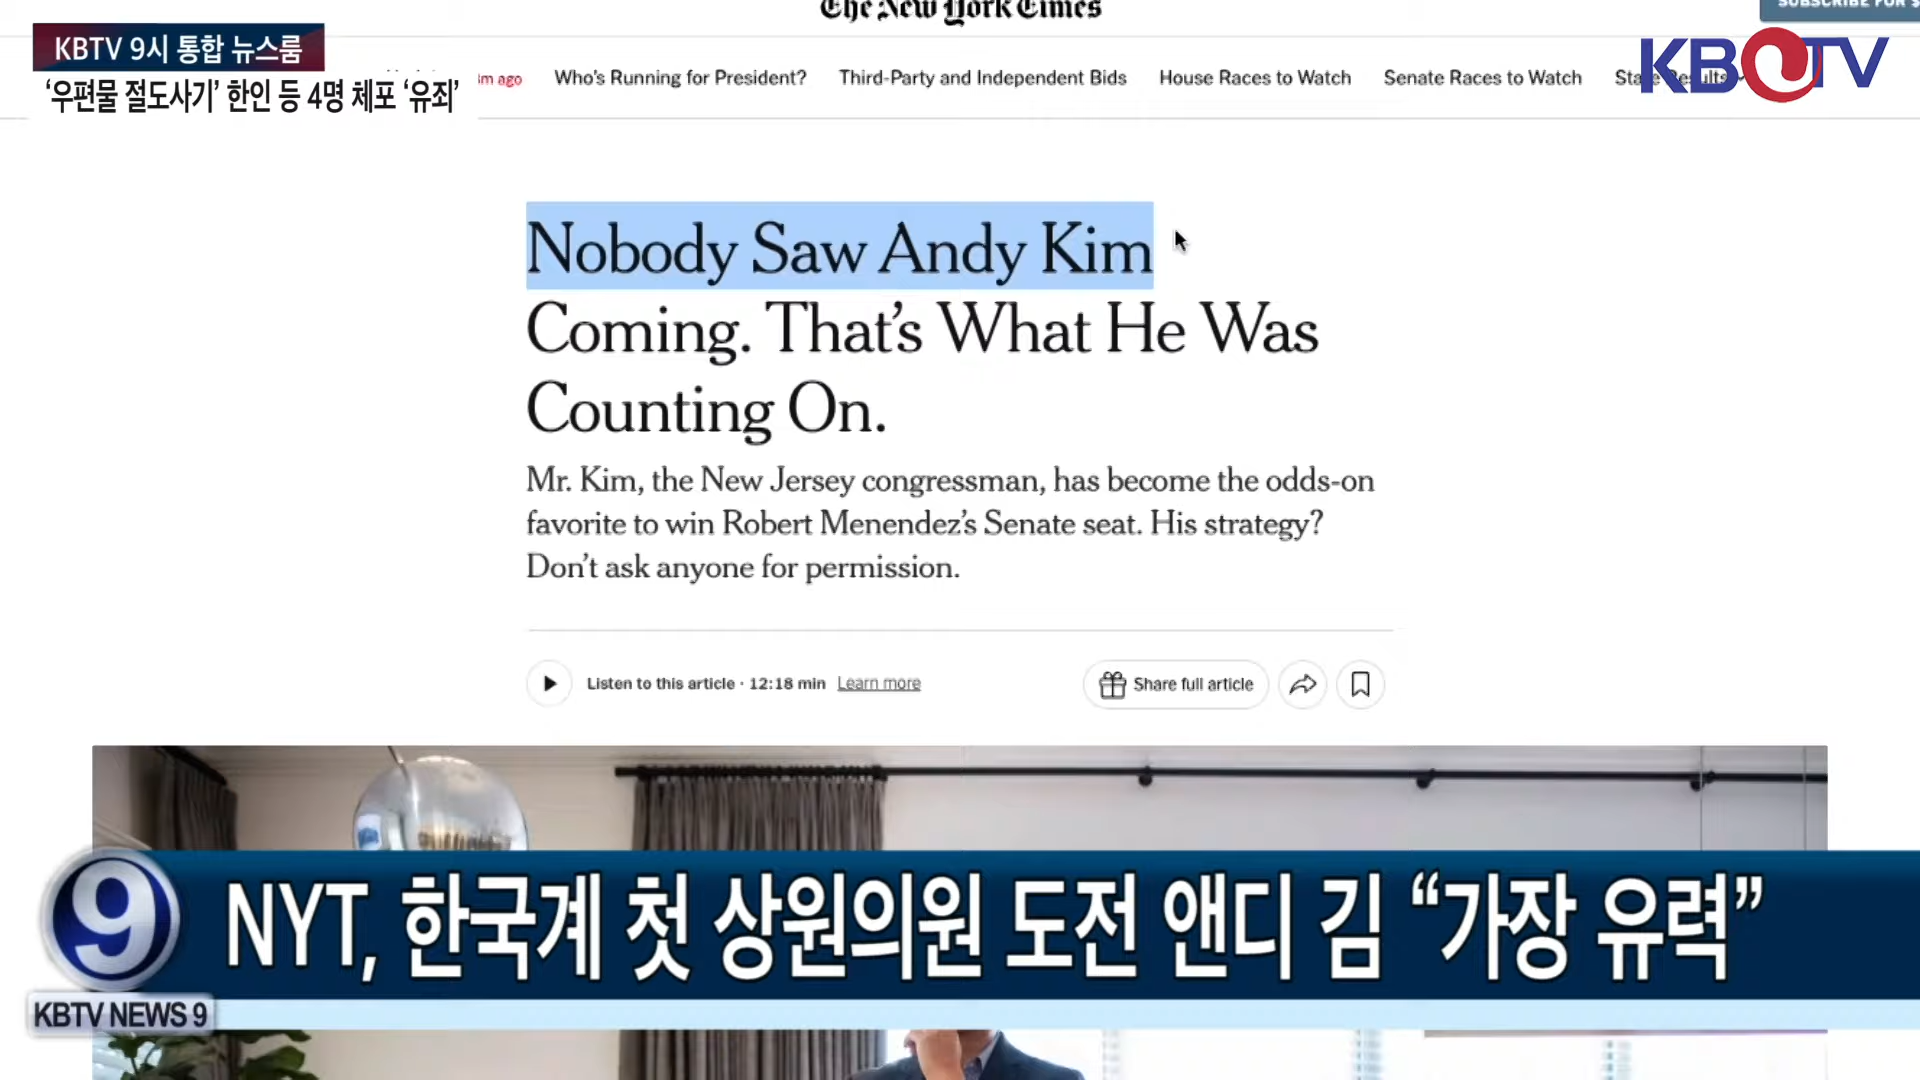 The New York Times
SUBSCRIBE FOR
KBTV 9시 통합 뉴스룸
KBTV
'우편물 절도사기' 한인 등 4명 체포 '유죄'
m ago Who's Running for President? Third-Party and Independent Bids House Races to Watch Senate Races to Watch State Results
Nobody Saw Andy Kim
Coming. That's What He Was
Counting On.
Mr. Kim, the New Jersey congressman, has become the odds-on
favorite to win Robert Menendez's Senate seat. His strategy?
Don't ask anyone for permission.
Listen to this article · 12:18 min Learn more Share full article
9 NYT, 한국계 첫 상원의원 도전 앤디 김 “가장 유력”
KBTV NEWS 9